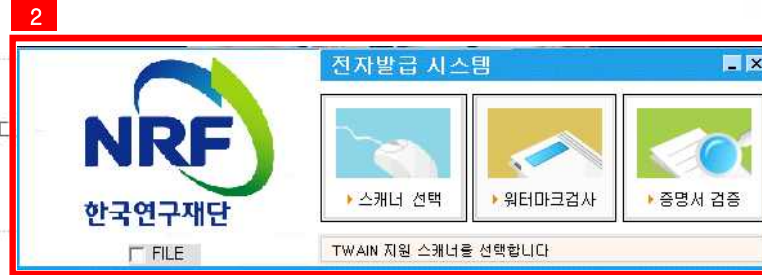 2
전자발급 시스템
NRF
한국연구재단
FILE
스캐너 선택
워터마크검사
증명서 검증
TWAIN 지원 스캐너를 선택합니다